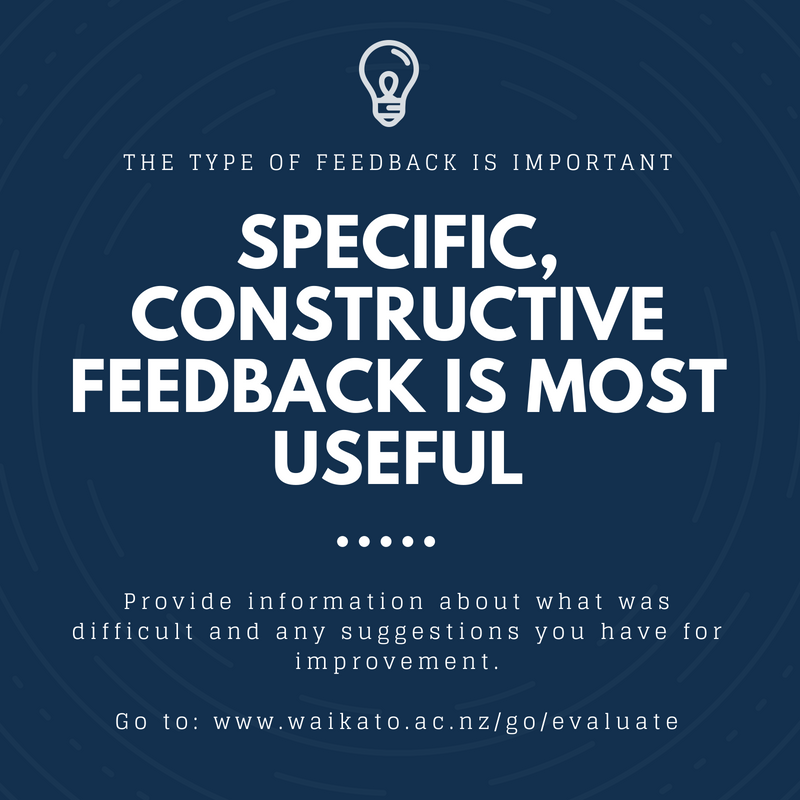 THE TYPE OF FEEDBACK IS IMPORTANT
SPECIFIC,
CONSTRUCTIVE
FEEDBACK IS MOST
USEFUL
Provide information about what was
difficult and any suggestions you have for
improvement.
Go to: www.waikato.ac.nz/go/evaluate